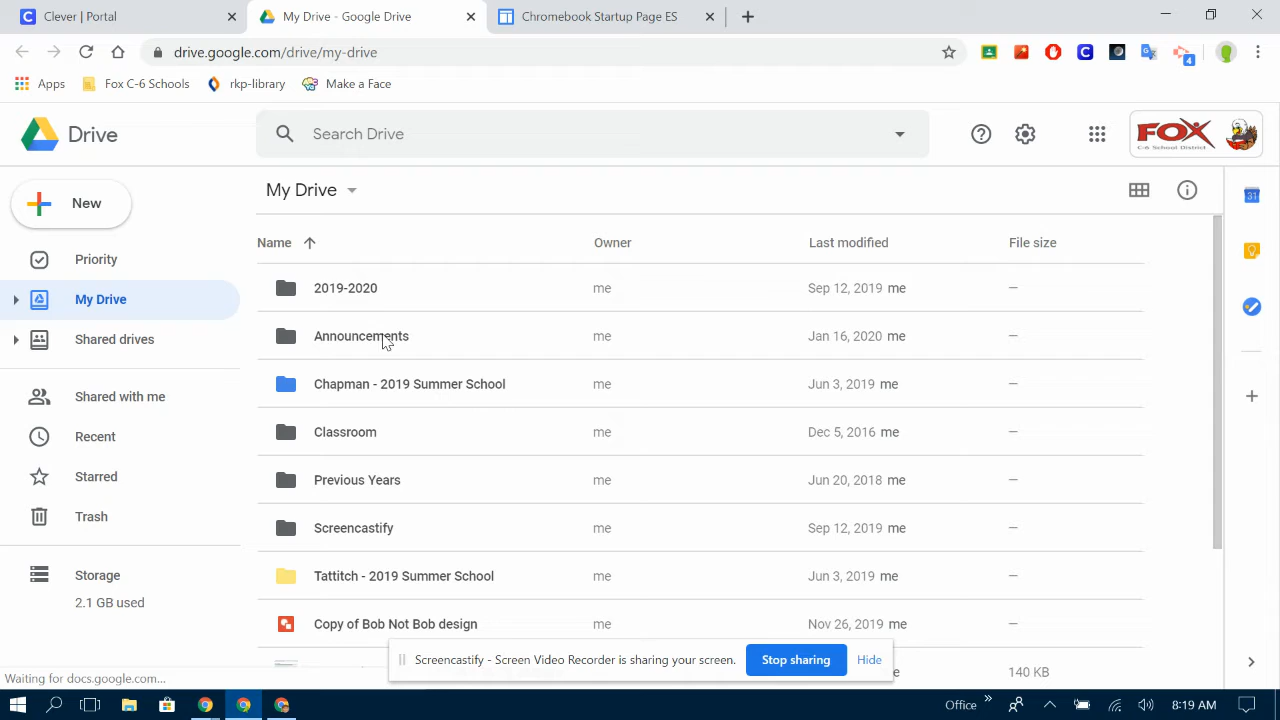 Clever | Portal
My Drive - Google Drive
Chromebook Startup Page ES
drive.google.com/drive/my-drive
4
Apps
Fox C-6 Schools
rkp-library
Make a Face
Drive
Search Drive
FOX
C-6 School District
New
My Drive
31
Name
Owner
Last modified
File size
Priority
2019-2020 me Sep 12, 2019 me –
My Drive
Announcements me Jan 16, 2020 me –
Shared drives
Chapman - 2019 Summer School me Jun 3, 2019 me –
Shared with me
Classroom me Dec 5, 2016 me –
Recent
Previous Years me Jun 20, 2018 me –
Starred
Trash
Screencastify me Sep 12, 2019 me –
Storage
2.1 GB used
Tattitch - 2019 Summer School me Jun 3, 2019 me –
Copy of Bob Not Bob design me Nov 26, 2019 me –
Screencastify - Screen Video Recorder is sharing your screen.
Stop sharing
Hide
140 KB
Waiting for docs.google.com...
Office
8:19 AM